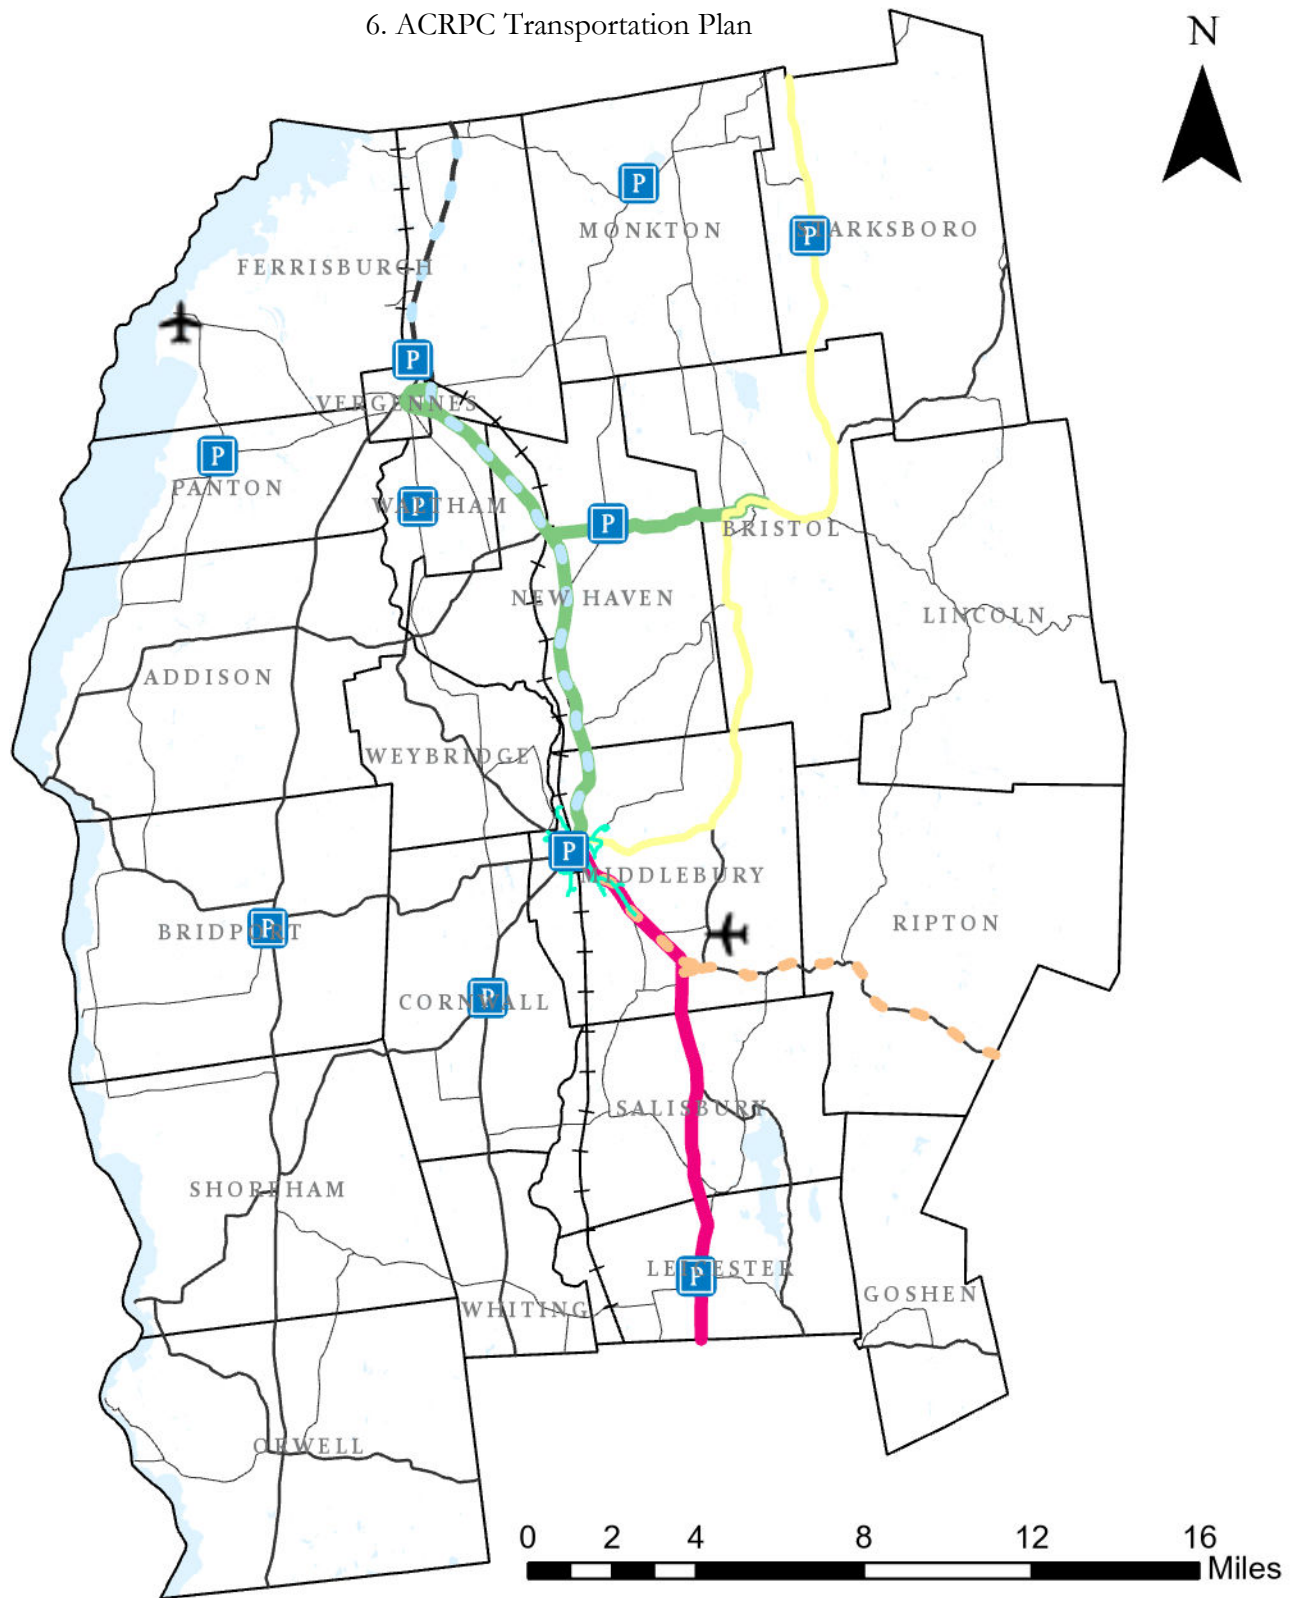 6. ACRPC Transportation Plan
N
P
MONKTON
P
STARKSBORO
FERRISBURGH
P
VERGENNES
P
PANTON
P
WALTHAM
P
BRISTOL
NEW HAVEN
LINCOLN
ADDISON
WEYBRIDGE
P
MIDDLEBURY
P
BRIDPORT
RIPTON
P
CORNWALL
SALISBURY
SHOREHAM
P
LEICESTER
GOSHEN
WHITING
ORWELL
0 2 4 8 12 16
Miles